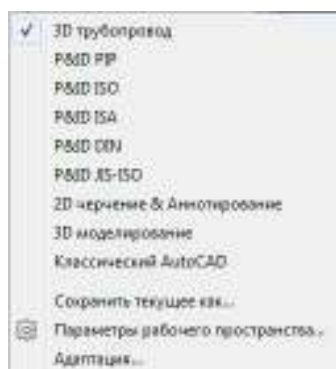 3D трубопровод
P&ID PIP
P&ID ISO
P&ID ISA
P&ID DIN
P&ID JIS-ISO
2D черчение & Аннотирование
3D моделирование
Классический AutoCAD
Сохранить текущее как...
Параметры рабочего пространства...
Адаптация...